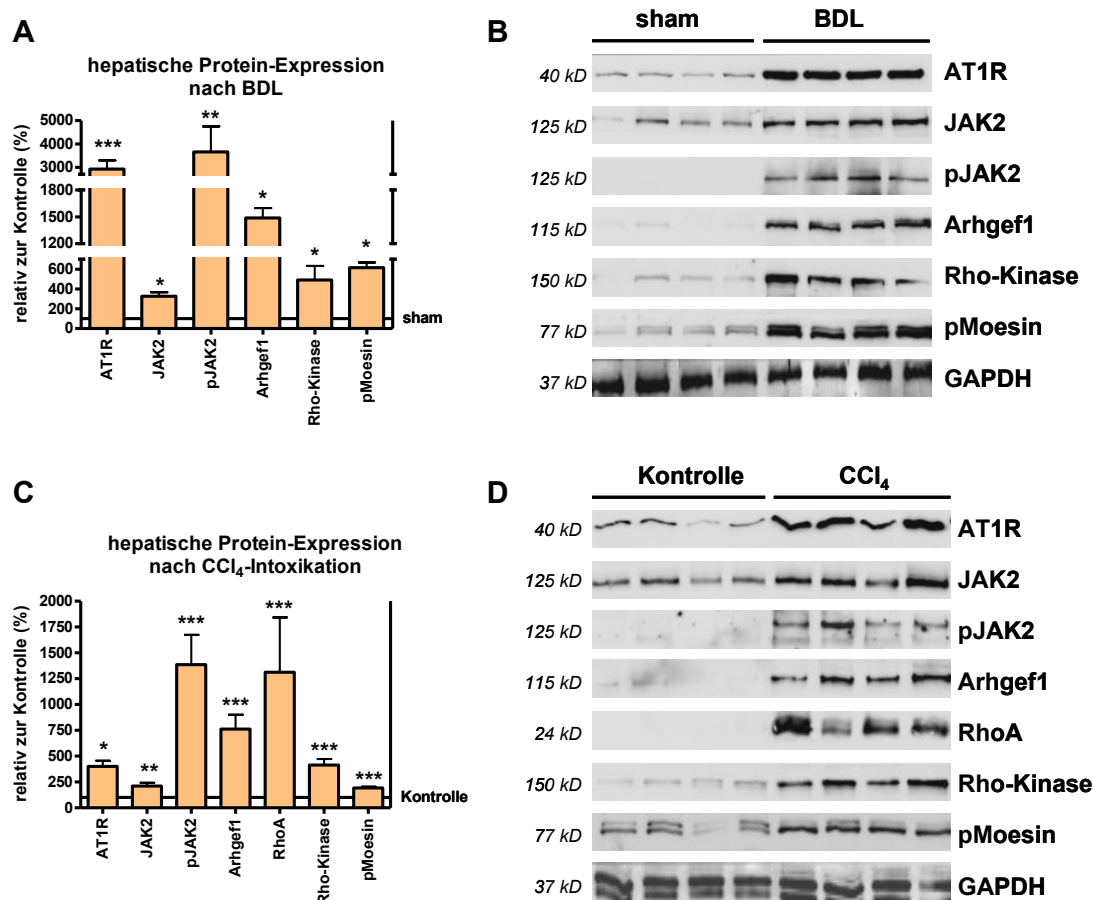 A
hepatische Protein-Expression
nach BDL
relativ zur Kontrolle (%)
5000
4000
3000
1800
1500
1200
600
400
200
0
***
*
**
*
*
*
sham
AT1R
JAK2
pJAK2
Arhgef1
Rho-Kinase
pMoesin
B
sham
BDL
40 kD
AT1R
125 kD
JAK2
125 kD
pJAK2
115 kD
Arhgef1
150 kD
Rho-Kinase
77 kD
pMoesin
37 kD
GAPDH
C
hepatische Protein-Expression
nach CCl₄-Intoxikation
relativ zur Kontrolle (%)
2000
1750
1500
1250
1000
750
500
250
0
*
**
***
***
***
***
***
Kontrolle
AT1R
JAK2
pJAK2
Arhgef1
RhoA
Rho-Kinase
pMoesin
D
Kontrolle
CCl₄
40 kD
AT1R
125 kD
JAK2
125 kD
pJAK2
115 kD
Arhgef1
24 kD
RhoA
150 kD
Rho-Kinase
77 kD
pMoesin
37 kD
GAPDH